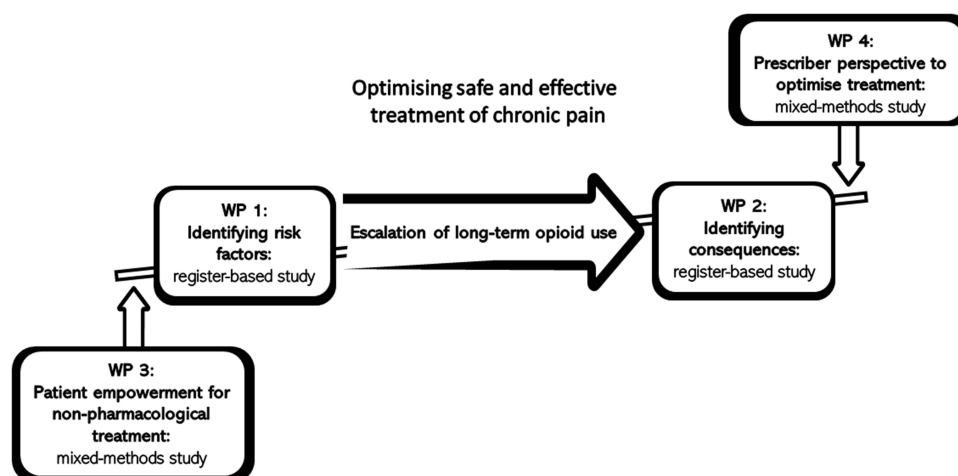 WP 4:
Prescriber perspective to
optimise treatment:
mixed-methods study
Optimising safe and effective
treatment of chronic pain
WP 1:
Identifying risk
factors:
register-based study
Escalation of long-term opioid use
WP 2:
Identifying
consequences:
register-based study
WP 3:
Patient empowerment for
non-pharmacological
treatment:
mixed-methods study